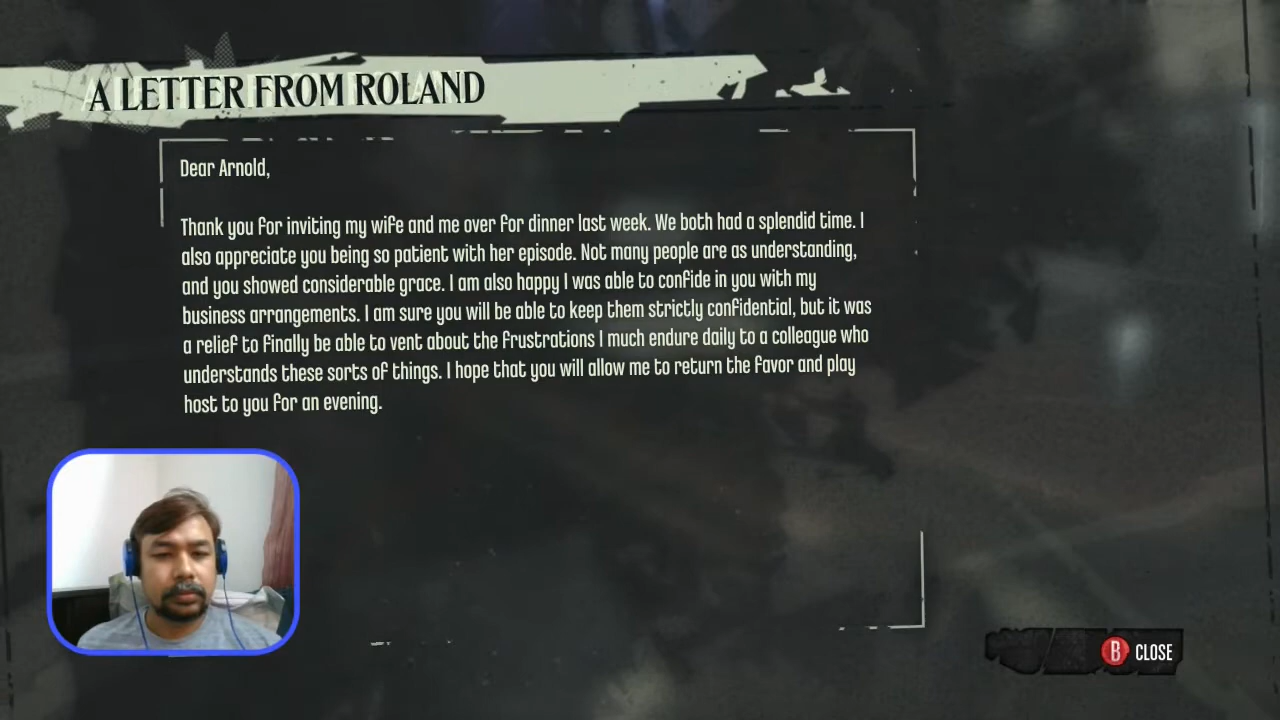 A LETTER FROM ROLAND
Dear Arnold,
Thank you for inviting my wife and me over for dinner last week. We both had a splendid time. I
also appreciate you being so patient with her episode. Not many people are as understanding,
and you showed considerable grace. I am also happy I was able to confide in you with my
business arrangements. I am sure you will be able to keep them strictly confidential, but it was
a relief to finally be able to vent about the frustrations I much endure daily to a colleague who
understands these sorts of things. I hope that you will allow me to return the favor and play
host to you for an evening.
B CLOSE